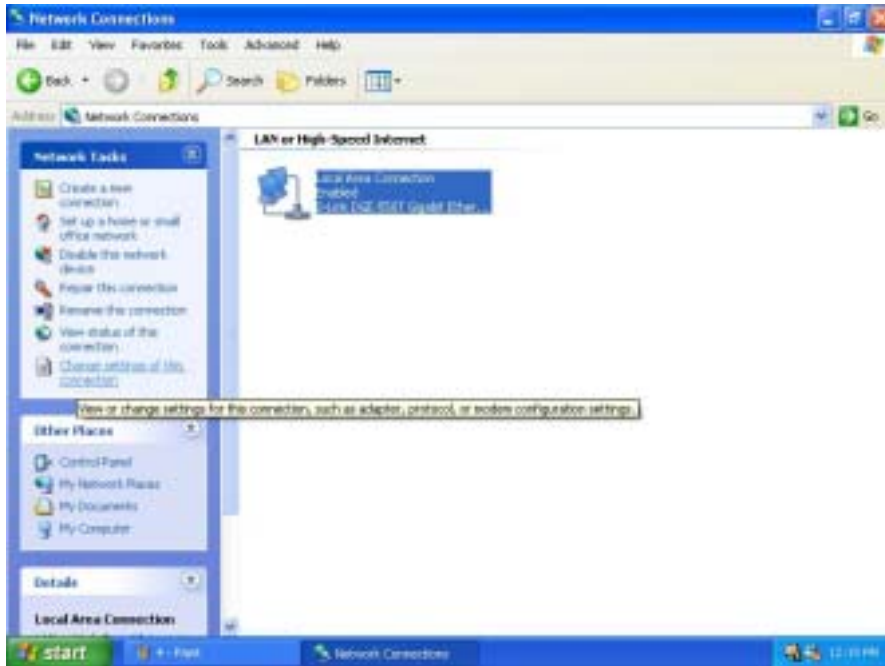 Network Connections
File Edit View Favorites Tools Advanced Help
Back Search Folders
Address Network Connections Go
Network Tasks
Create a new
connection
Set up a home or small
office network
Disable this network
device
Repair this connection
Rename this connection
View status of this
connection
Change settings of this
connection
LAN or High-Speed Internet
Local Area Connection
Enabled
D-Link Gigabit Ether...
View or change settings for this connection, such as adapter, protocol, or modem configuration settings.
Other Places
Control Panel
My Network Places
My Documents
My Computer
Details
Local Area Connection
start Paint Network Connections